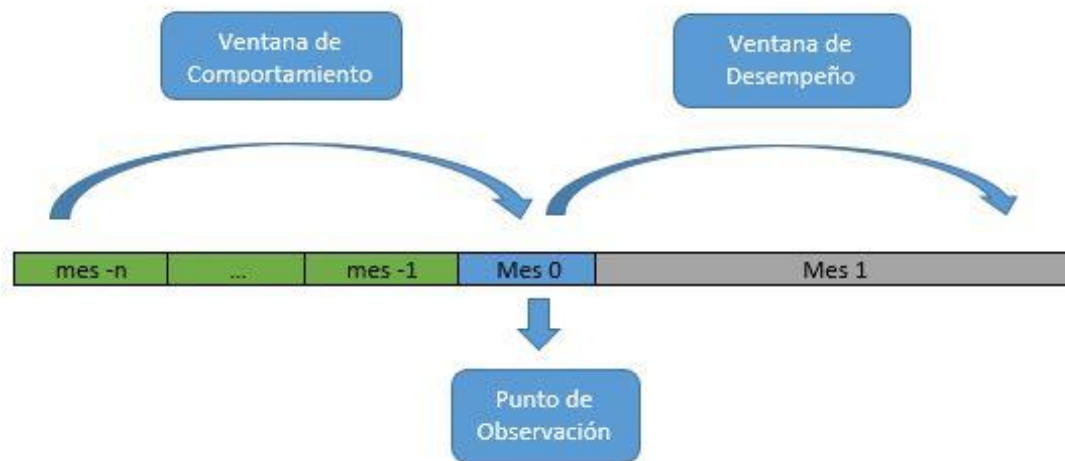 Ventana de
Comportamiento
Ventana de
Desempeño
mes -n
...
mes -1
Mes 0
Mes 1
Punto de
Observación